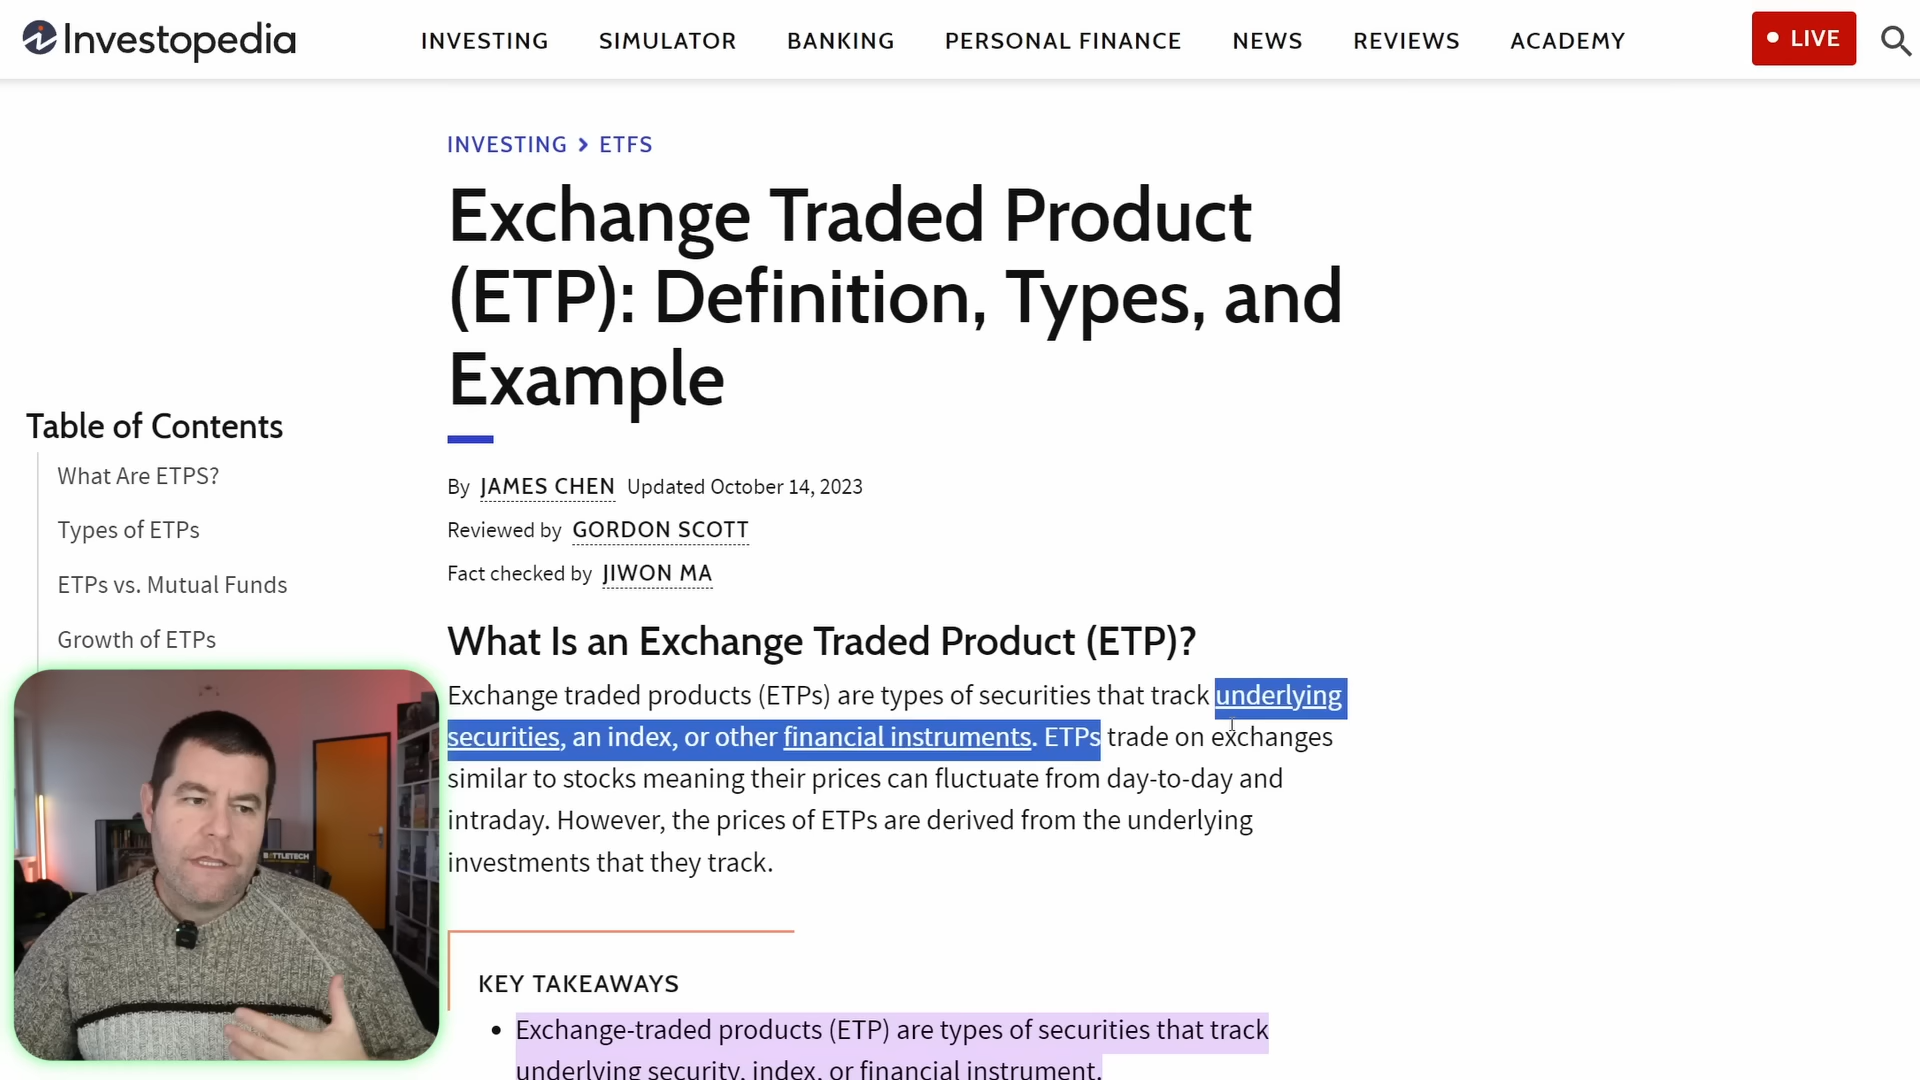 Investopedia
INVESTING
SIMULATOR
BANKING
PERSONAL FINANCE
NEWS
REVIEWS
ACADEMY
LIVE
INVESTING > ETFS
Exchange Traded Product
(ETP): Definition, Types, and
Example
By JAMES CHEN Updated October 14, 2023
Reviewed by GORDON SCOTT
Fact checked by JIWON MA
Table of Contents
What Are ETPS?
Types of ETPs
ETPs vs. Mutual Funds
Growth of ETPs
What Is an Exchange Traded Product (ETP)?
Exchange traded products (ETPs) are types of securities that track underlying
securities, an index, or other financial instruments. ETPs trade on exchanges
similar to stocks meaning their prices can fluctuate from day-to-day and
intraday. However, the prices of ETPs are derived from the underlying
investments that they track.
KEY TAKEAWAYS
• Exchange-traded products (ETP) are types of securities that track
underlying security, index, or financial instrument.
BATTLETECH